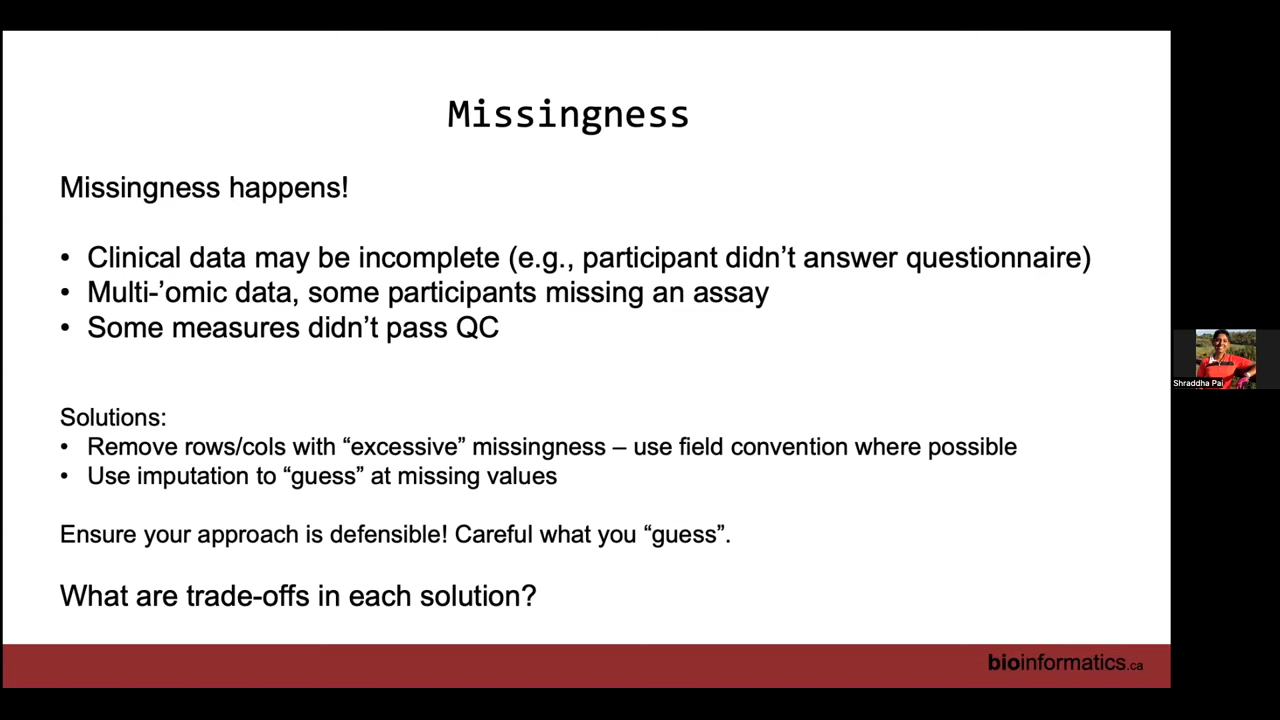 Missingness
Missingness happens!
• Clinical data may be incomplete (e.g., participant didn’t answer questionnaire)
• Multi-’omic data, some participants missing an assay
• Some measures didn’t pass QC
Solutions:
• Remove rows/cols with “excessive” missingness – use field convention where possible
• Use imputation to “guess” at missing values
Ensure your approach is defensible! Careful what you “guess”.
What are trade-offs in each solution?
bioinformatics.ca
Shraddha Pai